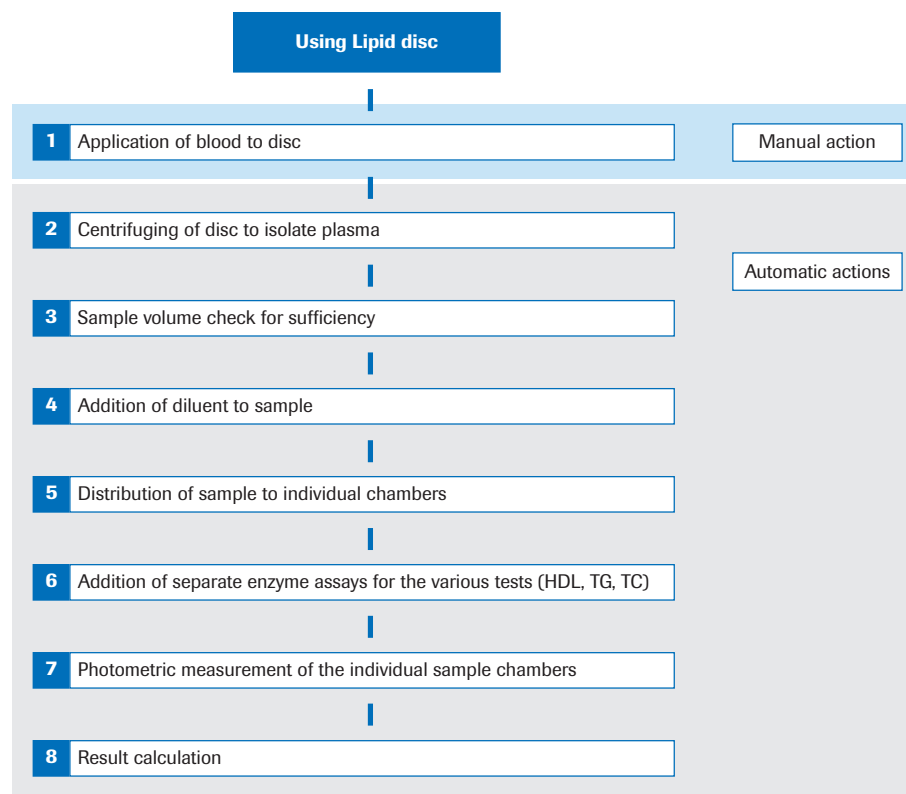 Using Lipid disc
1 Application of blood to disc
Manual action
2 Centrifuging of disc to isolate plasma
Automatic actions
3 Sample volume check for sufficiency
4 Addition of diluent to sample
5 Distribution of sample to individual chambers
6 Addition of separate enzyme assays for the various tests (HDL, TG, TC)
7 Photometric measurement of the individual sample chambers
8 Result calculation